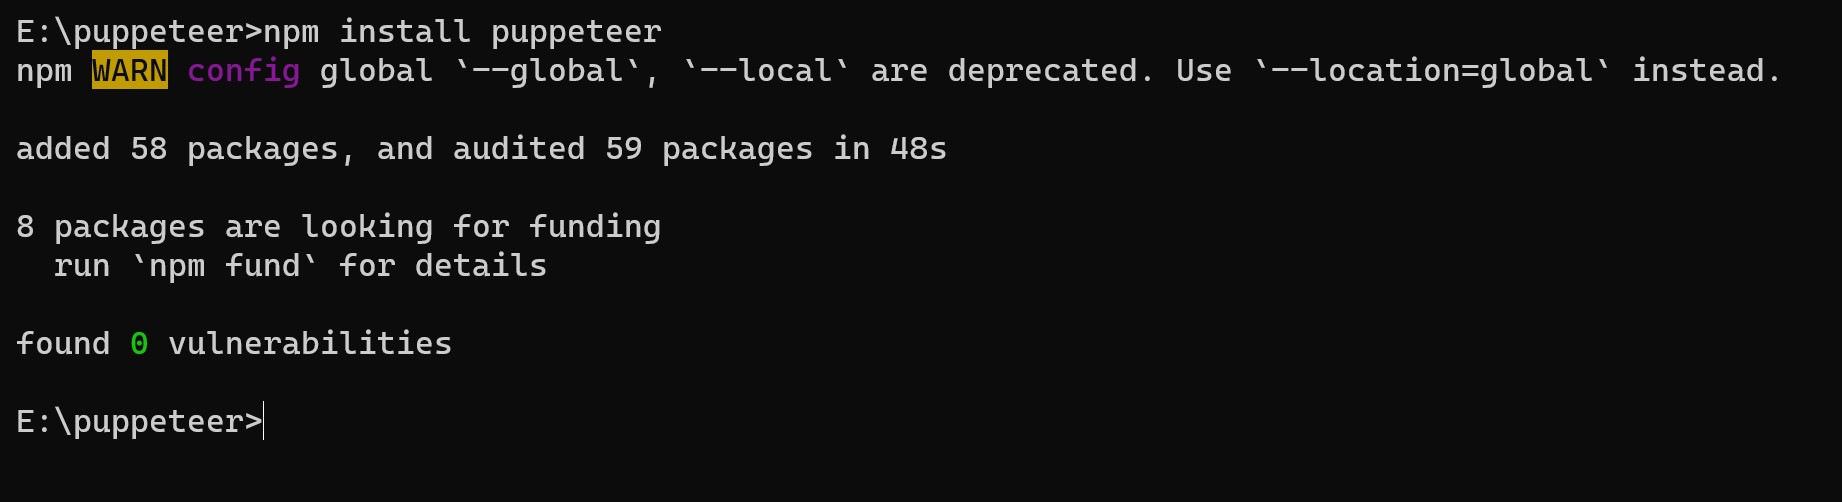 E:\puppeteer>npm install puppeteer
npm WARN config global `--global`, `--local` are deprecated. Use `--location=global` instead.
added 58 packages, and audited 59 packages in 48s
8 packages are looking for funding
  run `npm fund` for details
found 0 vulnerabilities
E:\puppeteer>